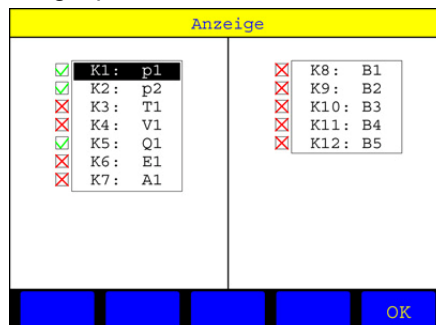 Anzeige
K1: p1
K2: p2
K3: T1
K4: V1
K5: Q1
K6: E1
K7: A1
K8: B1
K9: B2
K10: B3
K11: B4
K12: B5
OK